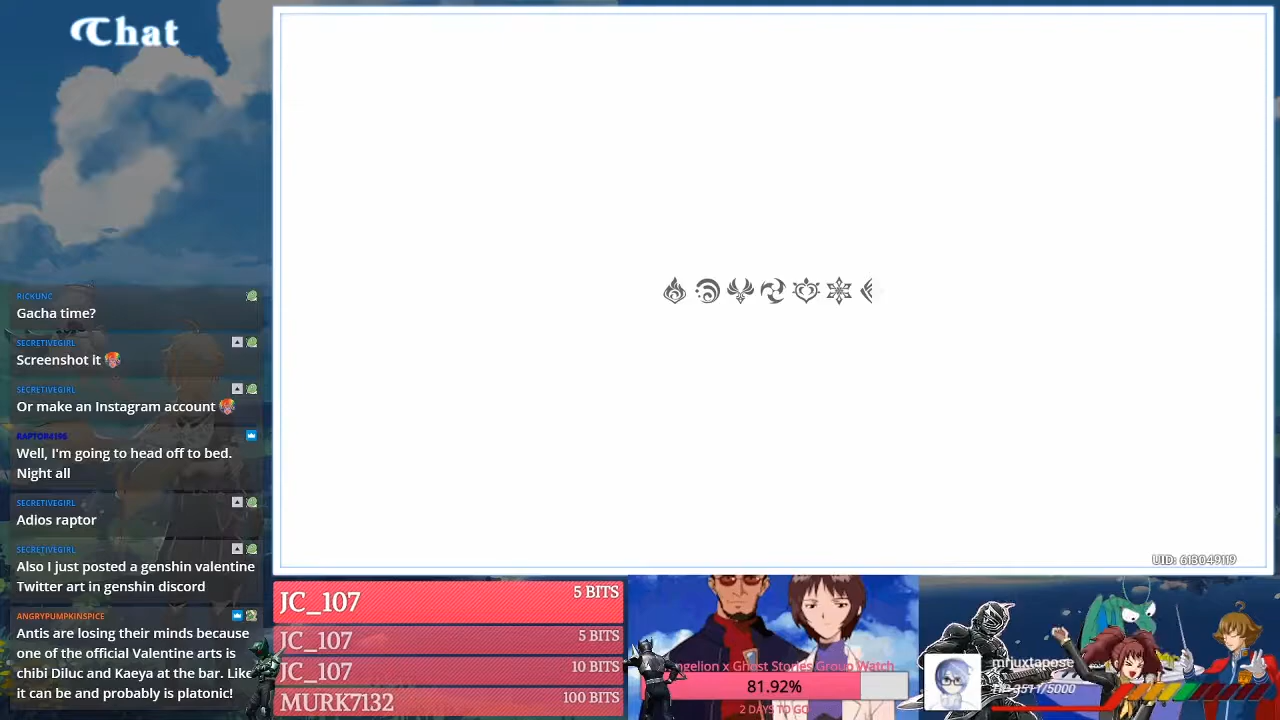 Chat
RICKUNC
Gacha time?
SECRETIVEGIRL
Screenshot it
SECRETIVEGIRL
Or make an Instagram account
RAPTOR4196
Well, I'm going to head off to bed.
Night all
SECRETIVEGIRL
Adios raptor
SECRETIVEGIRL
Also I just posted a genshin valentine
Twitter art in genshin discord
ANGRYPUMPKINSPICE
Antis are losing their minds because
one of the official Valentine arts is
chibi Diluc and Kaeya at the bar. Like
it can be and probably is platonic!
UID: 613049119
JC_107 5 BITS
JC_107 5 BITS
JC_107 10 BITS
MURK7132 100 BITS
ngelion x Ghost Stories Group Watch
81.92%
2 DAYS TO GO
mrjuxtapose
3511/5000